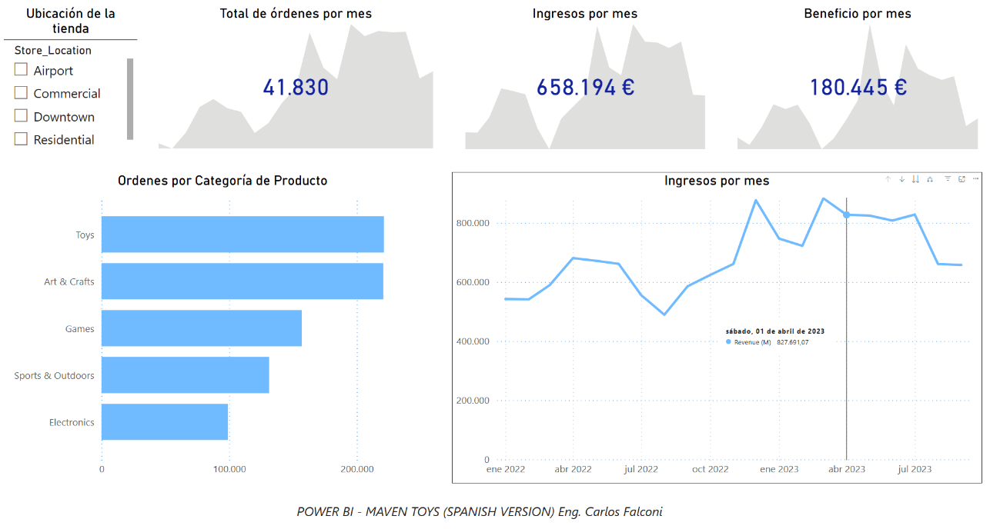 Ubicación de la
tienda
Store_Location
Airport
Commercial
Downtown
Residential
Total de órdenes por mes
41.830
Ingresos por mes
658.194 €
Beneficio por mes
180.445 €
Ordenes por Categoría de Producto
Toys
Art & Crafts
Games
Sports & Outdoors
Electronics
0
100.000
200.000
Ingresos por mes
800.000
600.000
400.000
200.000
0
sábado, 01 de abril de 2023
Revenue (M) 827.691,07
ene 2022
abr 2022
jul 2022
oct 2022
ene 2023
abr 2023
jul 2023
POWER BI - MAVEN TOYS (SPANISH VERSION) Eng. Carlos Falconi